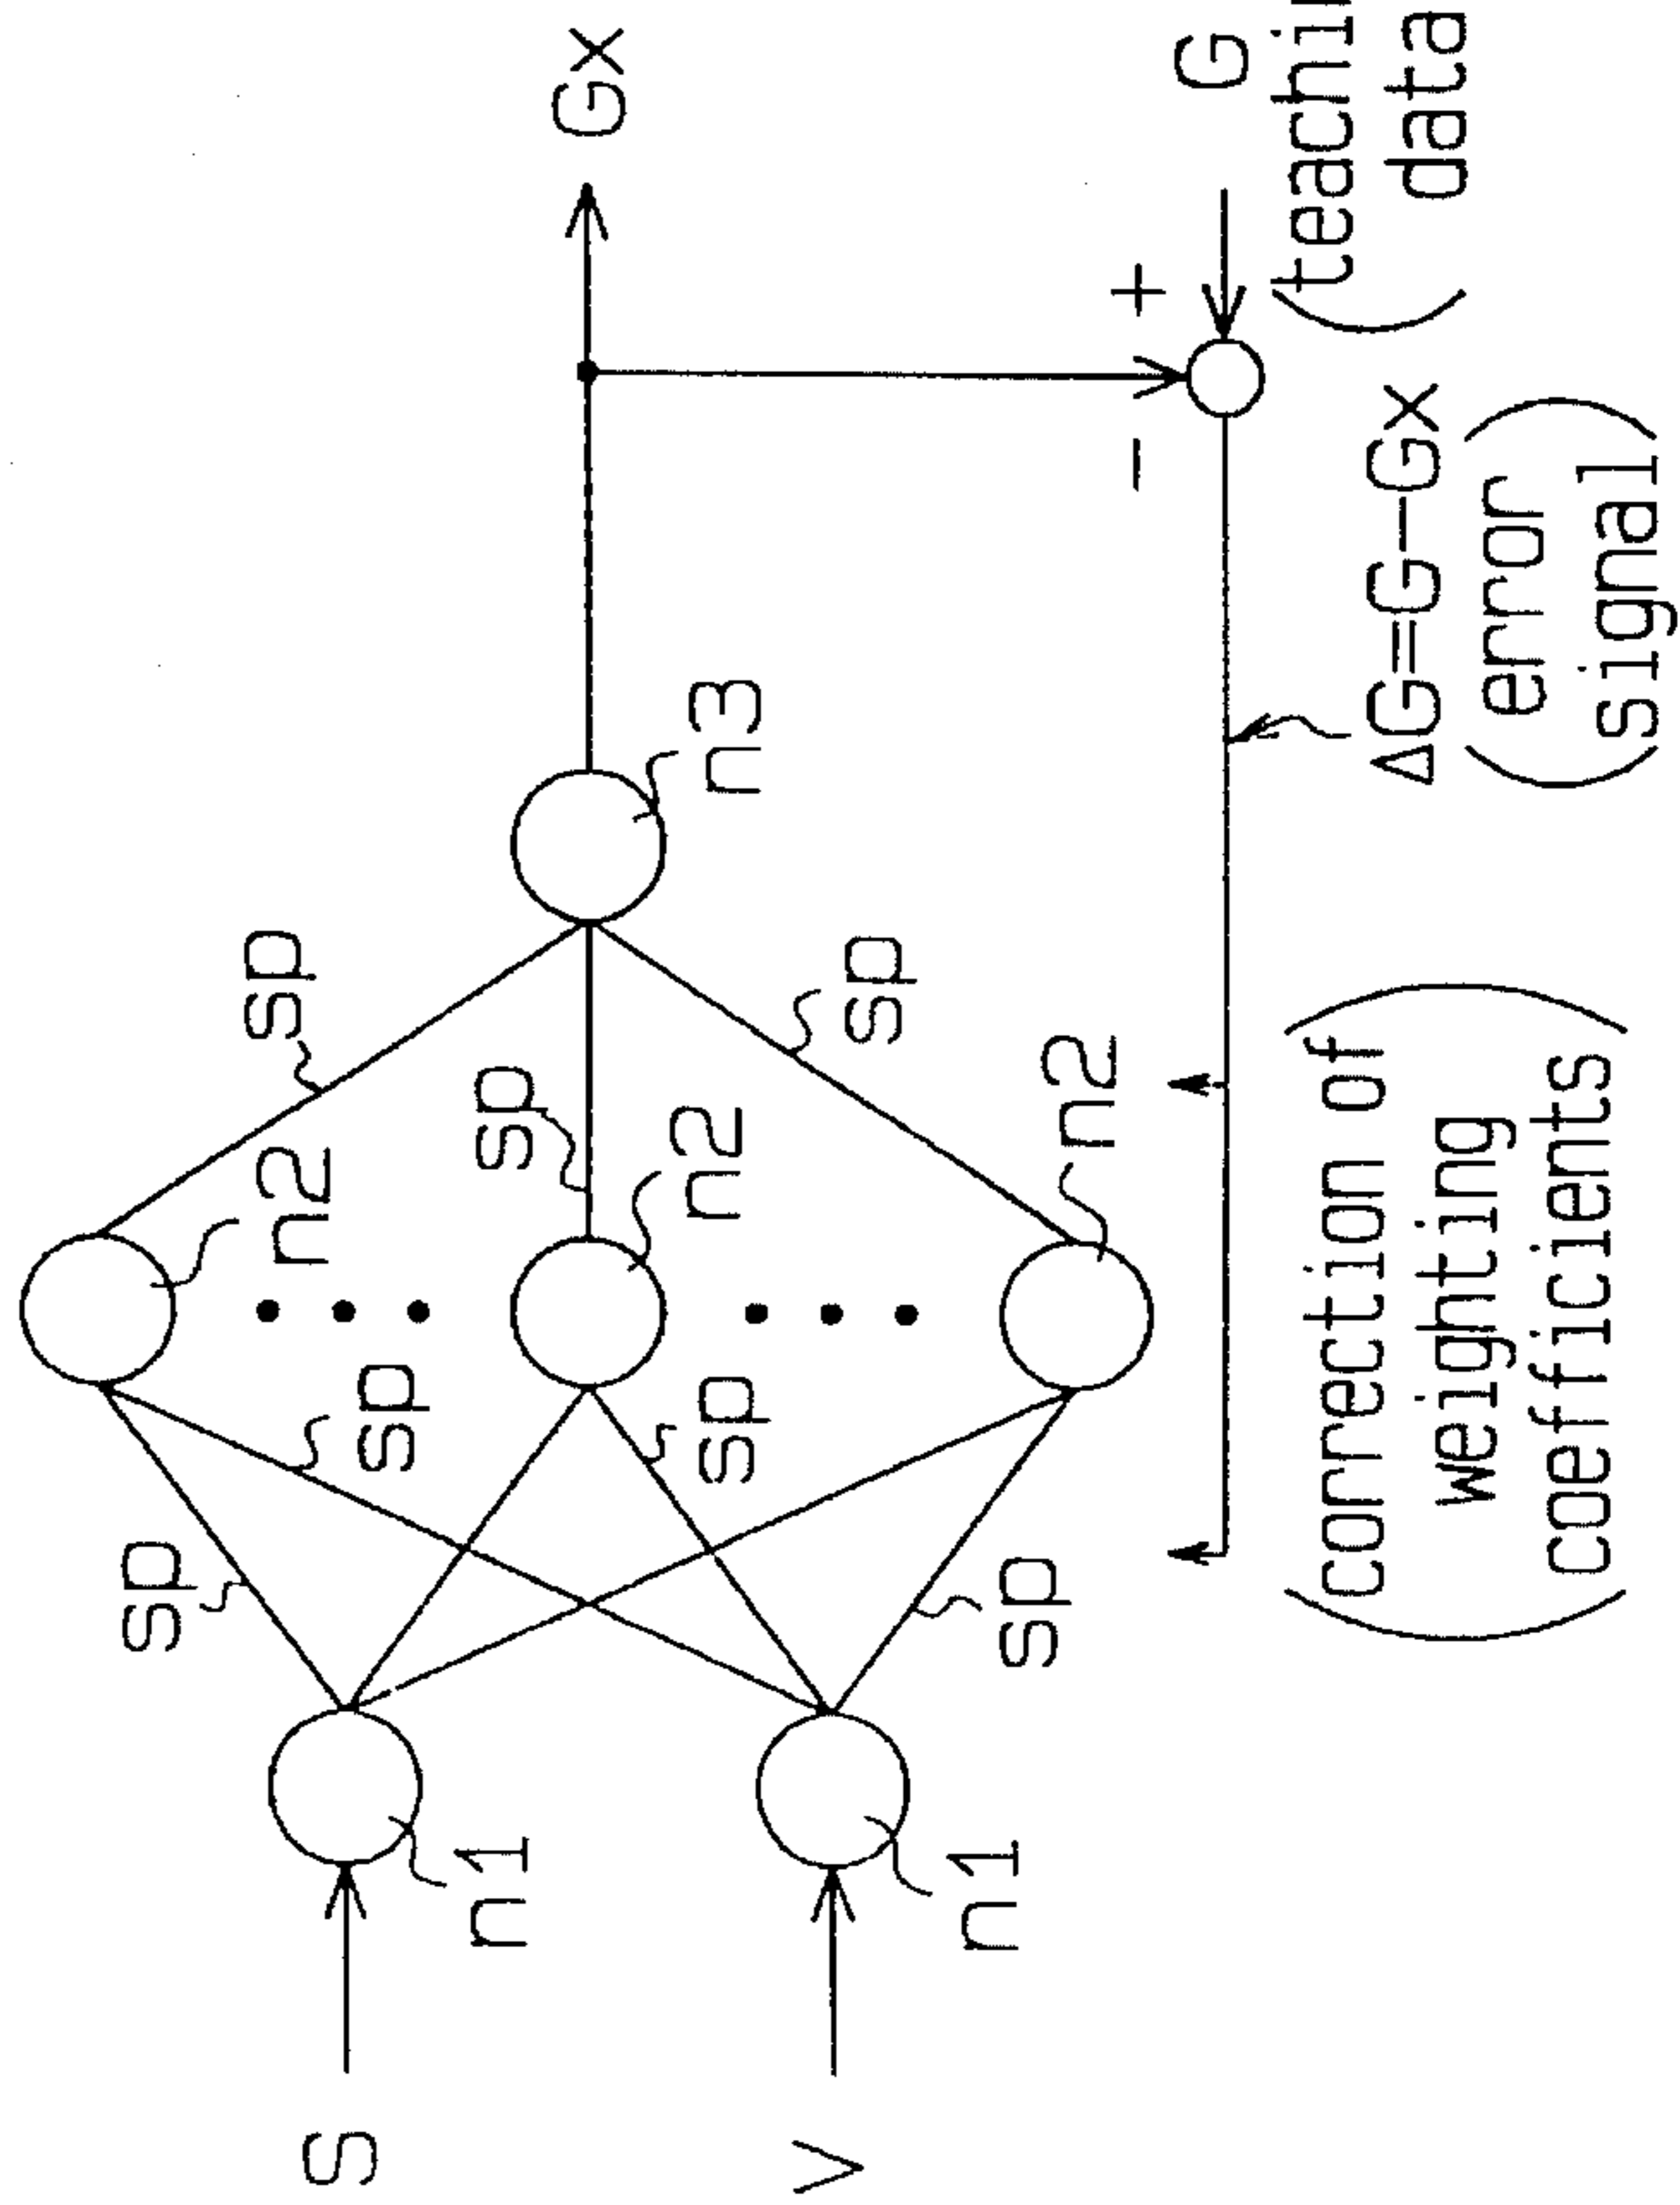 S
V
n1
n1
sp
sp
sp
sp
n2
n2
n2
sp
sp
sp
n3
Gx
G
data
+
−
ΔG=G−Gx
(error
signal)
(correction of
weighting
coefficients)